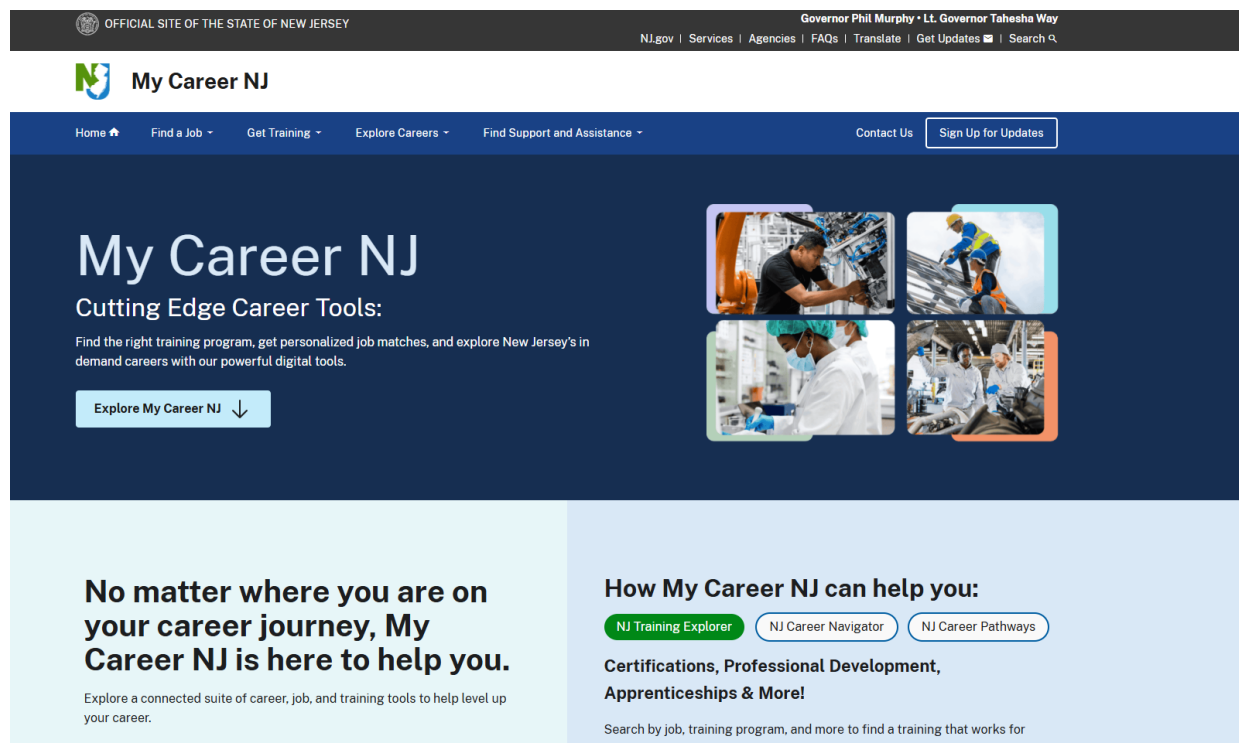 OFFICIAL SITE OF THE STATE OF NEW JERSEY
Governor Phil Murphy • Lt. Governor Tahesha Way
NJ.gov | Services | Agencies | FAQs | Translate | Get Updates | Search
NJ My Career NJ
Home Find a Job Get Training Explore Careers Find Support and Assistance Contact Us Sign Up for Updates
My Career NJ
Cutting Edge Career Tools:
Find the right training program, get personalized job matches, and explore New Jersey's in
demand careers with our powerful digital tools.
Explore My Career NJ
No matter where you are on
your career journey, My
Career NJ is here to help you.
Explore a connected suite of career, job, and training tools to help level up
your career.
How My Career NJ can help you:
NJ Training Explorer NJ Career Navigator NJ Career Pathways
Certifications, Professional Development,
Apprenticeships & More!
Search by job, training program, and more to find a training that works for